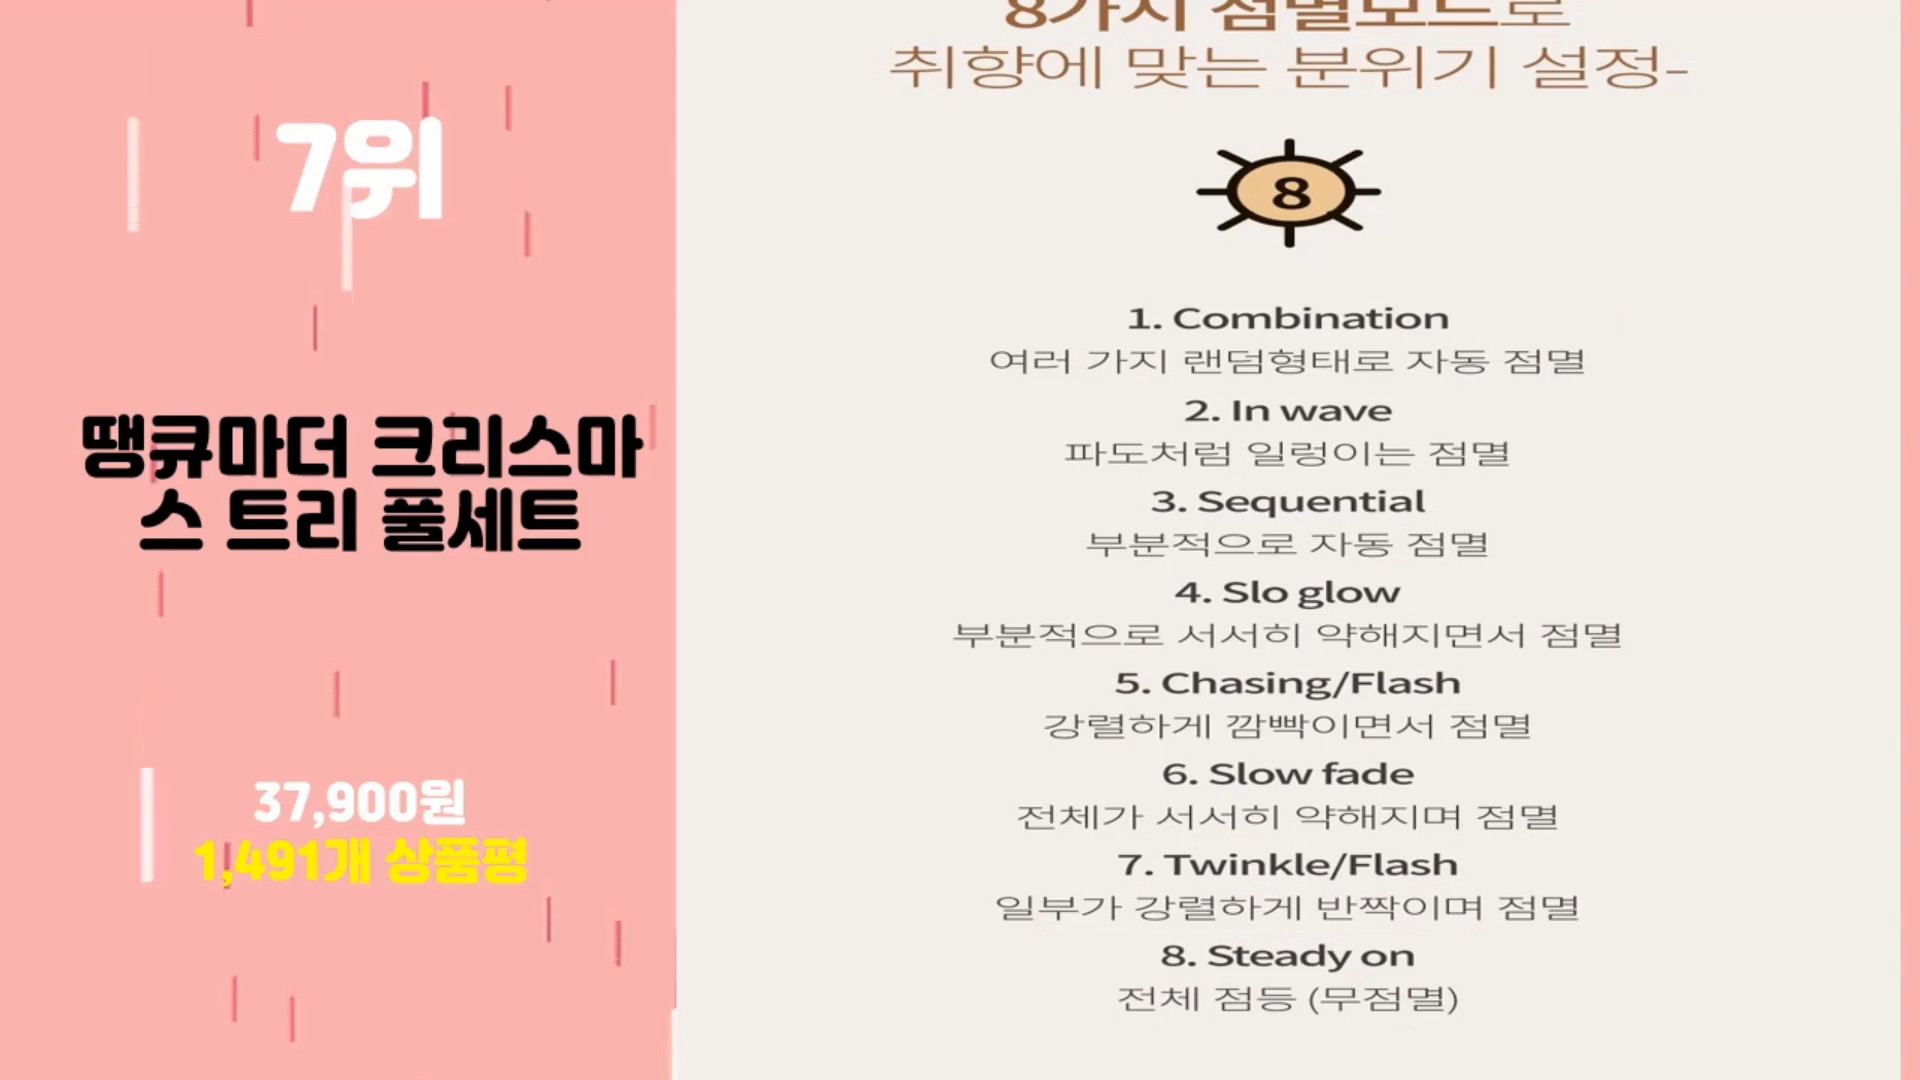 7위
땡큐마더 크리스마
스 트리 풀세트
37,900원
1,491개 상품평
8가지 점멸모드로
취향에 맞는 분위기 설정-
8
1. Combination
여러 가지 랜덤형태로 자동 점멸
2. In wave
파도처럼 일렁이는 점멸
3. Sequential
부분적으로 자동 점멸
4. Slo glow
부분적으로 서서히 약해지면서 점멸
5. Chasing/Flash
강렬하게 깜빡이면서 점멸
6. Slow fade
전체가 서서히 약해지며 점멸
7. Twinkle/Flash
일부가 강렬하게 반짝이며 점멸
8. Steady on
전체 점등 (무점멸)